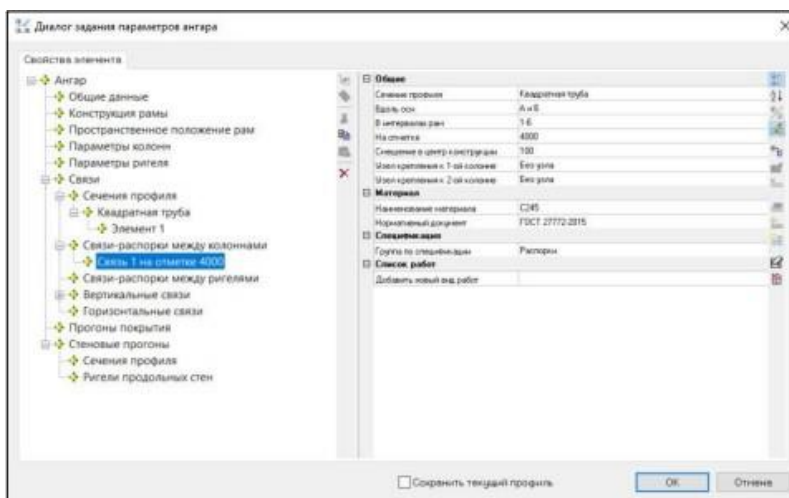 Диалог задания параметров ангара
Свойства элемента
Ангар
Общие данные
Конструкция рамы
Пространственное положение рам
Параметры колонн
Параметры ригеля
Связи
Сечения профиля
Квадратная труба
Элемент 1
Связи-распорки между колоннами
Связь 1 на отметке 4000
Связи-распорки между ригелями
Вертикальные связи
Горизонтальные связи
Прогоны покрытия
Стеновые прогоны
Сечения профиля
Ригели продольных стен
Общие
Сечение профиля Квадратная труба
Вдоль оси А и Б
В интервалах рам 1-6
На отметке 4000
Смещение в центр конструкции 100
Узел крепления к 1-ой колонне Без узла
Узел крепления к 2-ой колонне Без узла
Материал
Наименование материала С245
Нормативный документ ГОСТ 27772-2015
Спецификация
Группа по спецификации Распорки
Список работ
Добавить новый вид работ
Сохранить текущий профиль
ОК
Отмена